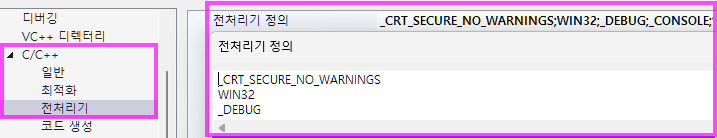 디버깅
VC++ 디렉터리
C/C++
일반
최적화
전처리기
코드 생성
전처리기 정의 _CRT_SECURE_NO_WARNINGS;WIN32;_DEBUG;_CONSOLE;
전처리기 정의
_CRT_SECURE_NO_WARNINGS
WIN32
_DEBUG